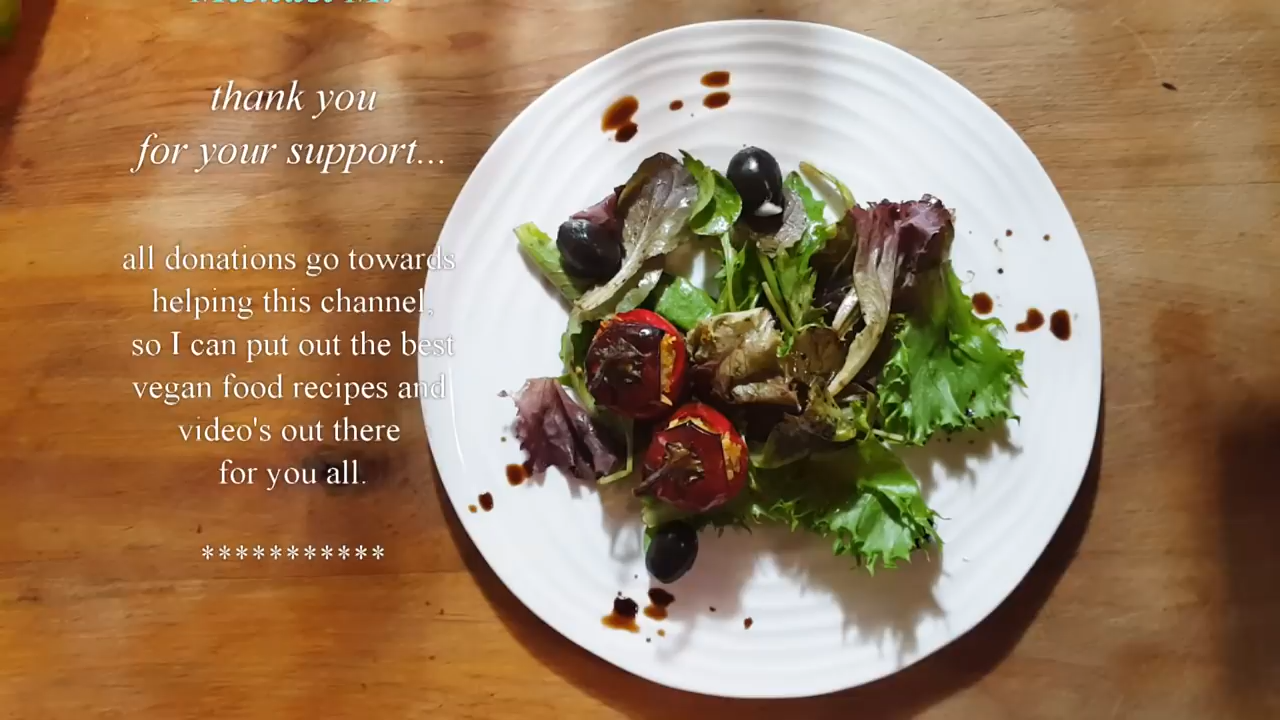 thank you
for your support...
all donations go towards
helping this channel,
so I can put out the best
vegan food recipes and
video's out there
for you all.
***********